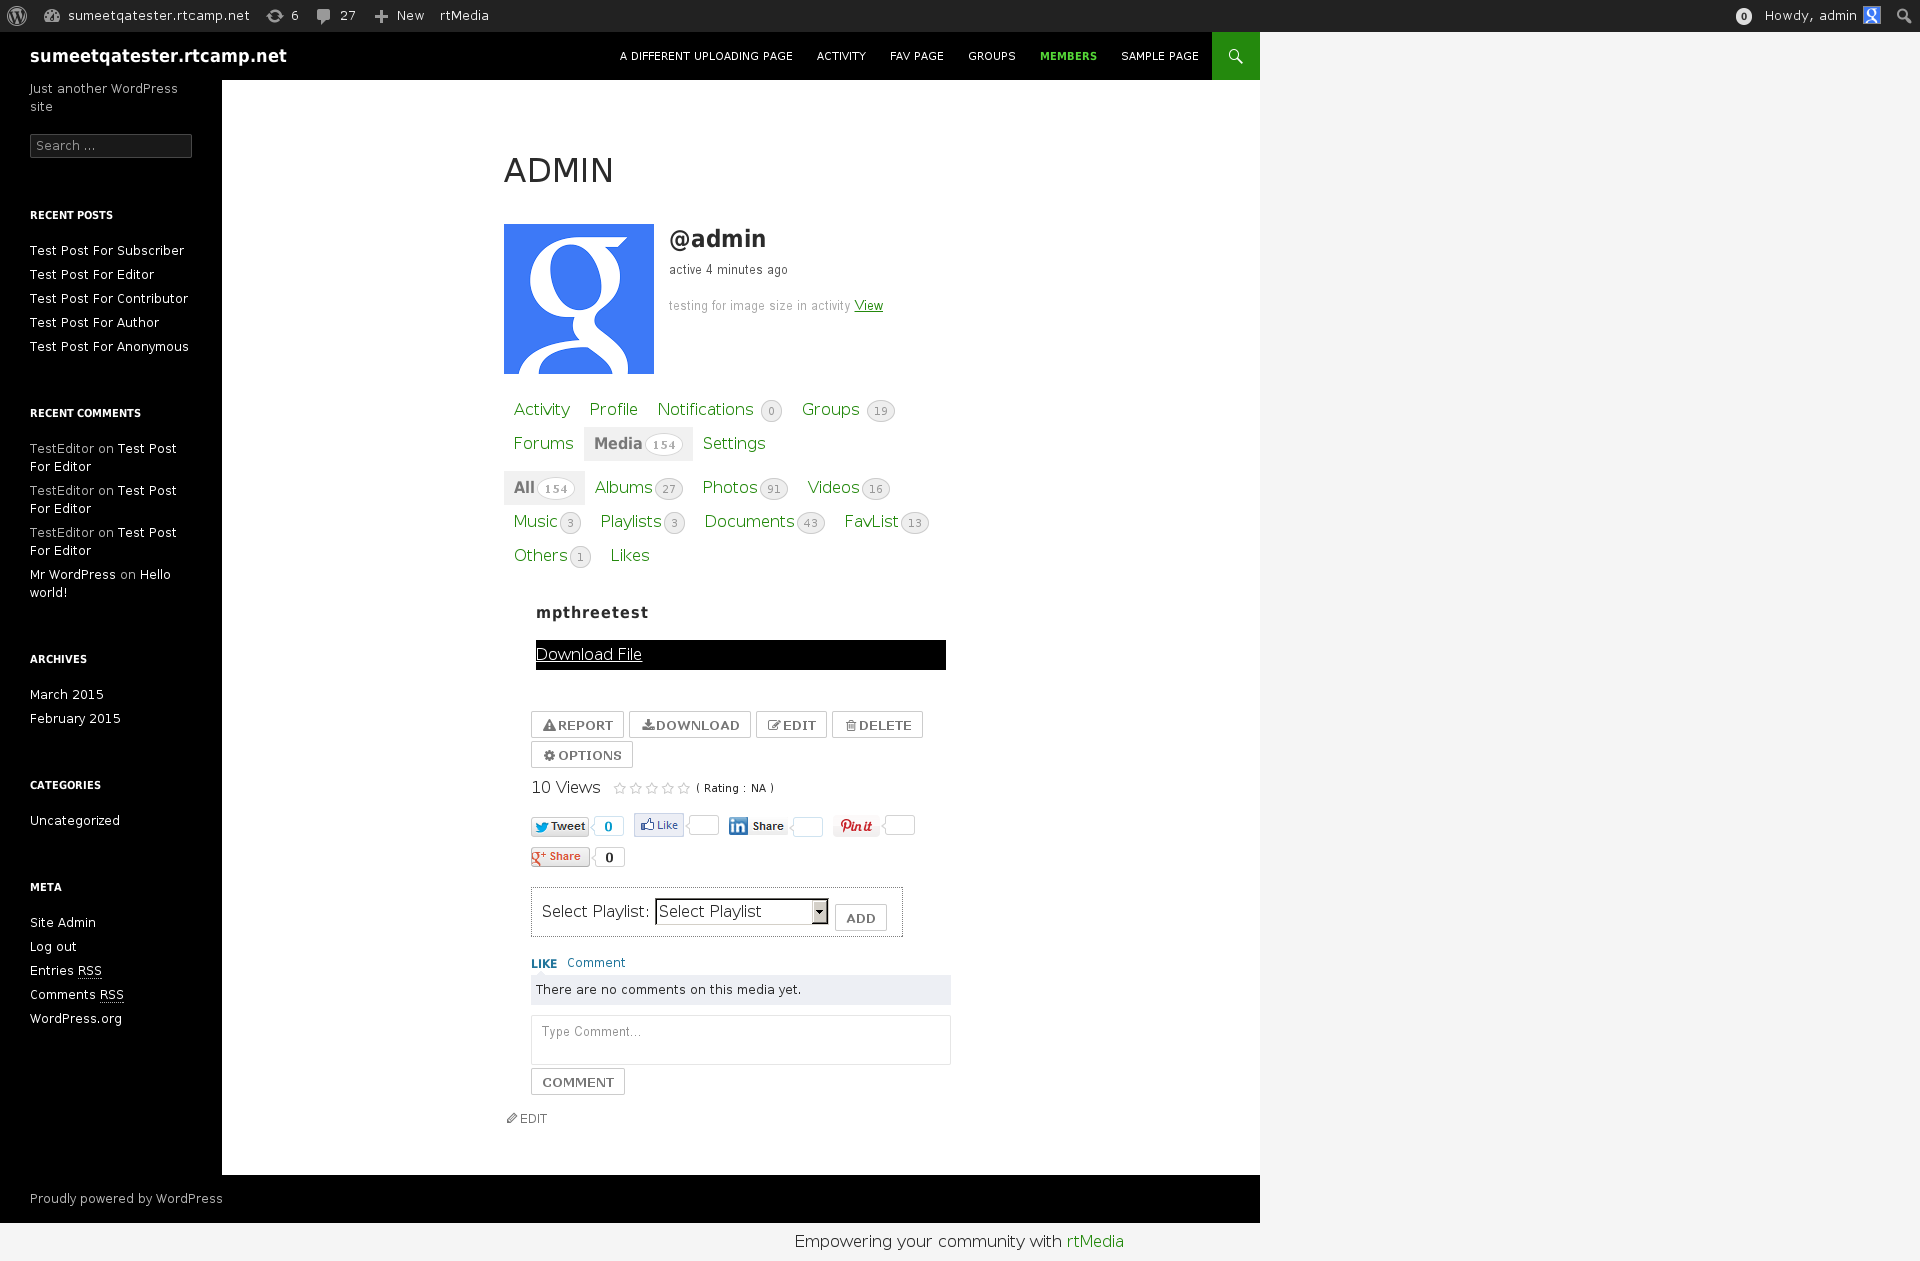 sumeetqatester.rtcamp.net 6 27 New rtMedia 0 Howdy, admin
sumeetqatester.rtcamp.net
A DIFFERENT UPLOADING PAGE ACTIVITY FAV PAGE GROUPS MEMBERS SAMPLE PAGE
Just another WordPress
site
Search ...
RECENT POSTS
Test Post For Subscriber
Test Post For Editor
Test Post For Contributor
Test Post For Author
Test Post For Anonymous
RECENT COMMENTS
TestEditor on Test Post
For Editor
TestEditor on Test Post
For Editor
TestEditor on Test Post
For Editor
Mr WordPress on Hello
world!
ARCHIVES
March 2015
February 2015
CATEGORIES
Uncategorized
META
Site Admin
Log out
Entries RSS
Comments RSS
WordPress.org
ADMIN
@admin
active 4 minutes ago
testing for image size in activity View
Activity Profile Notifications 0 Groups 19
Forums Media 154 Settings
All 154 Albums 27 Photos 91 Videos 16
Music 3 Playlists 3 Documents 43 FavList 13
Others 1 Likes
mpthreetest
Download File
REPORT DOWNLOAD EDIT DELETE
OPTIONS
10 Views ( Rating : NA )
Tweet 0 Like in Share Pin it
g+ Share 0
Select Playlist: Select Playlist ADD
LIKE Comment
There are no comments on this media yet.
Type Comment...
COMMENT
EDIT
Proudly powered by WordPress
Empowering your community with rtMedia